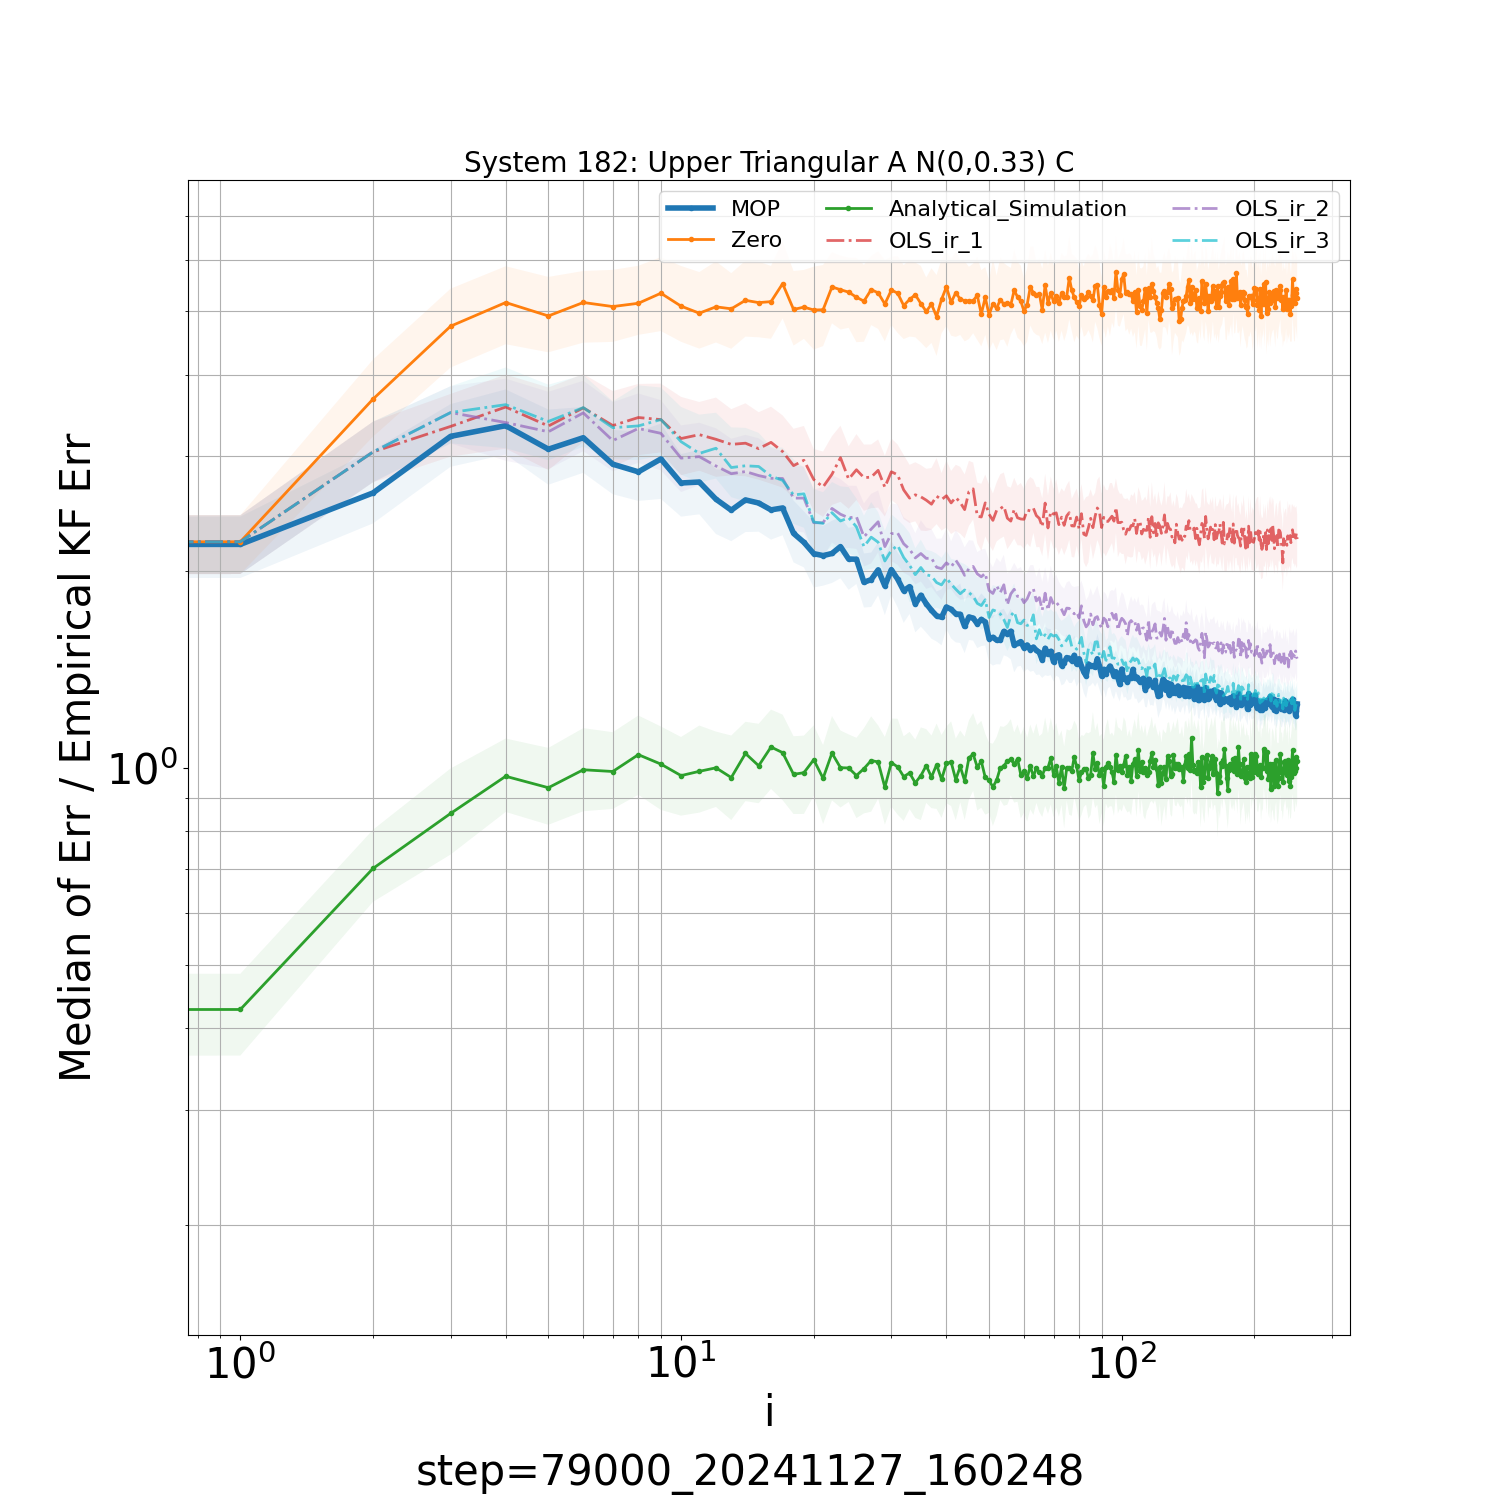 System 182: Upper Triangular A N(0,0.33) C
MOP
Zero
Analytical_Simulation
OLS_ir_1
OLS_ir_2
OLS_ir_3
Median of Err / Empirical KF Err
10⁰
10⁰ 10¹ 10²
i
step=79000_20241127_160248